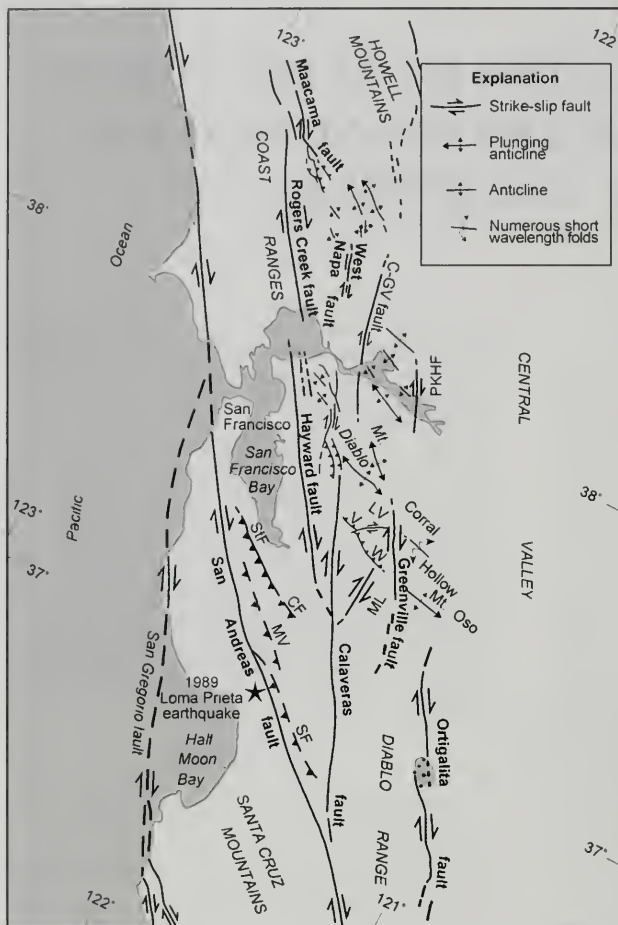 123°
122
HOWELL
MOUNTAINS
Explanation
Strike-slip fault
Plunging
anticline
Anticline
Numerous short
wavelength folds
Maacama
fault
COAST
RANGES
Rogers Creek fault
West
Napa
fault
C-GV fault
PKHF
38°
Ocean
Pacific
CENTRAL
VALLEY
San
Francisco
San
Francisco
Bay
Hayward fault
Mt.
Diablo
38°
123°
37°
LV
V
W
Corral
Hollow
Mt
Oso
Greenville fault
ML
StF
CF
MV
SF
San
Andreas
fault
Calaveras
fault
San Gregorio fault
1989
Loma Prieta
earthquake
Half
Moon
Bay
SANTA CRUZ
MOUNTAINS
DIABLO
RANGE
Ortigalita
fault
37°
122°
121°